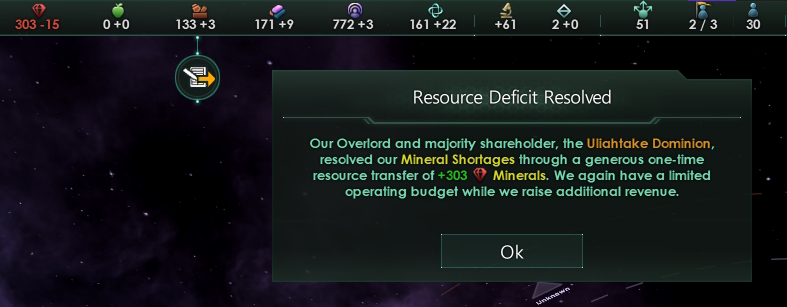 303 -15 0 +0 133 +3 171 +9 772 +3 161 +22 +61 2 +0 51 2 / 3 30
Resource Deficit Resolved
Our Overlord and majority shareholder, the Uliahtake Dominion,
resolved our Mineral Shortages through a generous one-time
resource transfer of +303 Minerals. We again have a limited
operating budget while we raise additional revenue.
Ok
Unknown